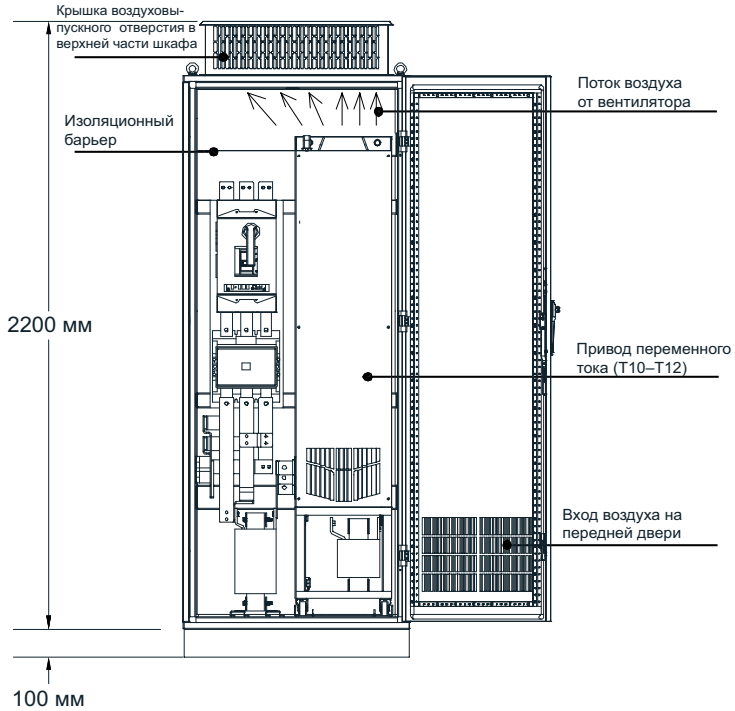 Крышка воздуховы-
пускного отверстия в
верхней части шкафа
Поток воздуха
от вентилятора
Изоляционный
барьер
2200 мм
Привод переменного
тока (T10–T12)
Вход воздуха на
передней двери
100 мм